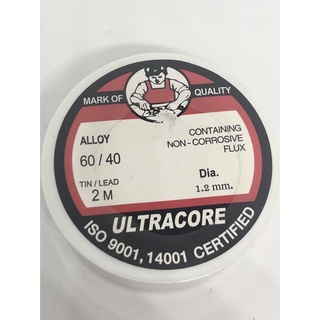 MARK OF QUALITY
ALLOY
60 / 40
TIN / LEAD
2 M
CONTAINING
NON - CORROSIVE
FLUX
Dia.
1.2 mm.
ULTRACORE
ISO 9001, 14001 CERTIFIED